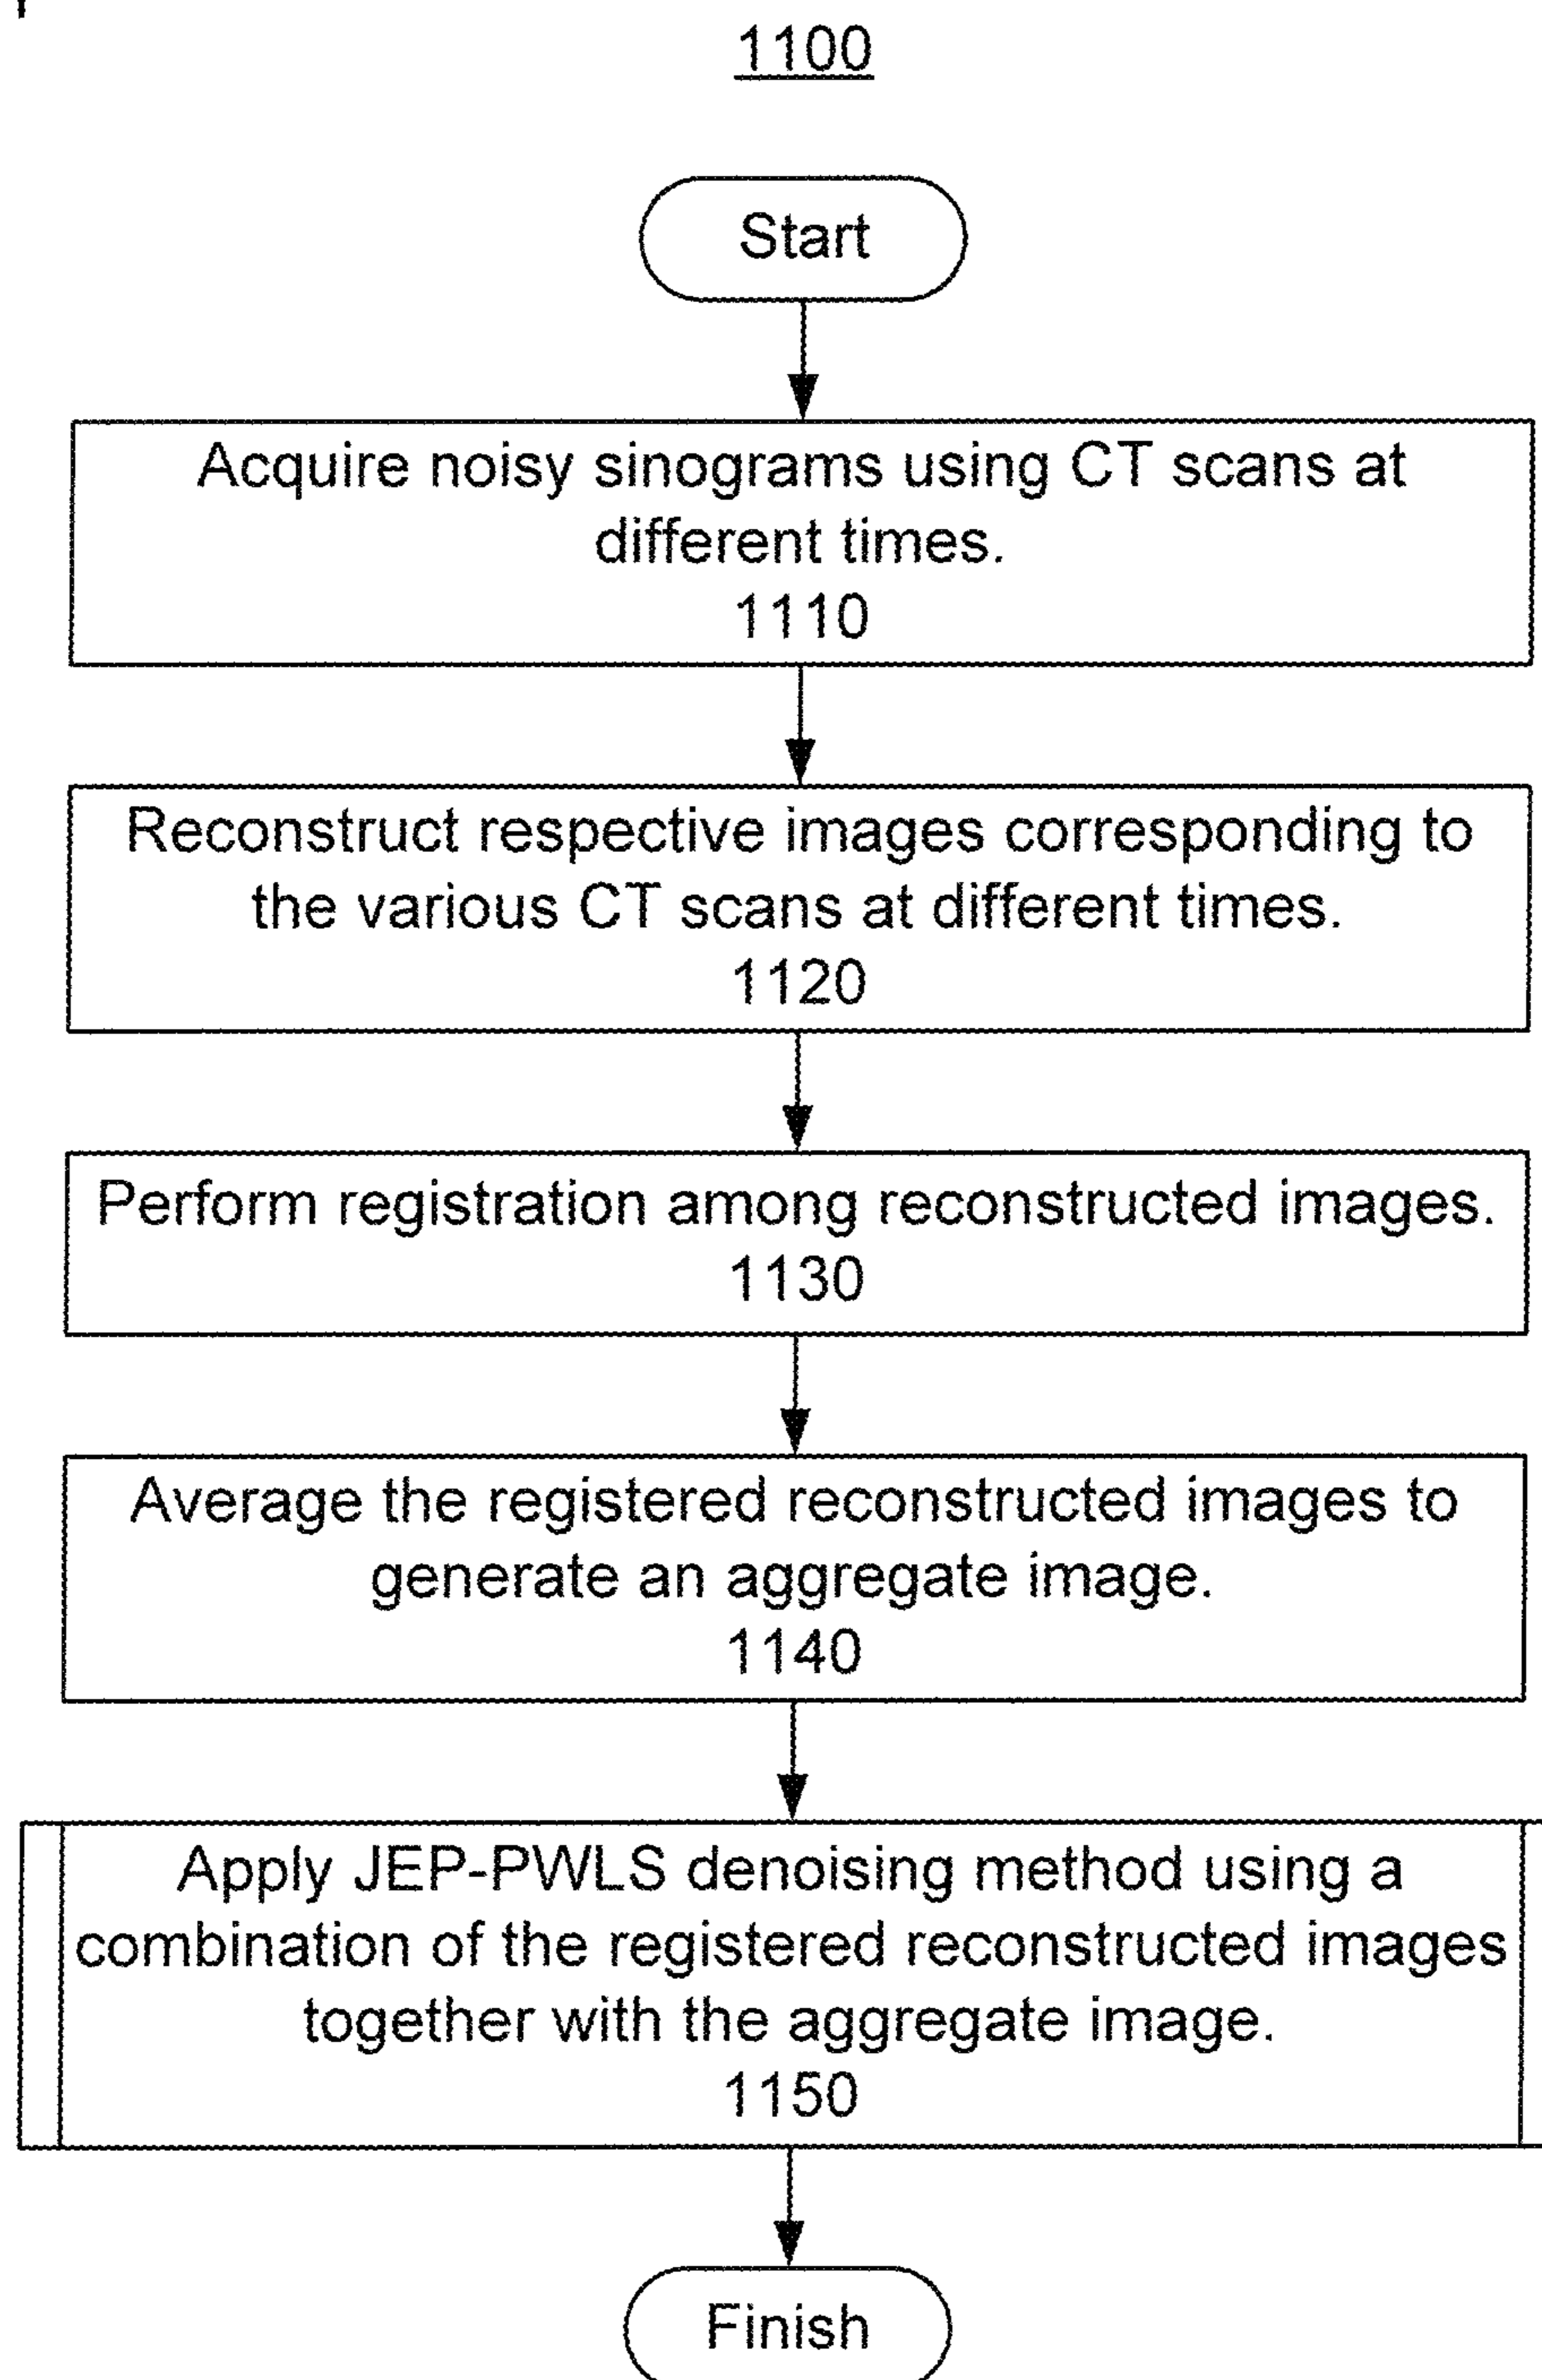 1100
Start
Acquire noisy sinograms using CT scans at
different times.
1110
Reconstruct respective images corresponding to
the various CT scans at different times.
1120
Perform registration among reconstructed images.
1130
Average the registered reconstructed images to
generate an aggregate image.
1140
Apply JEP-PWLS denoising method using a
combination of the registered reconstructed images
together with the aggregate image.
1150
Finish